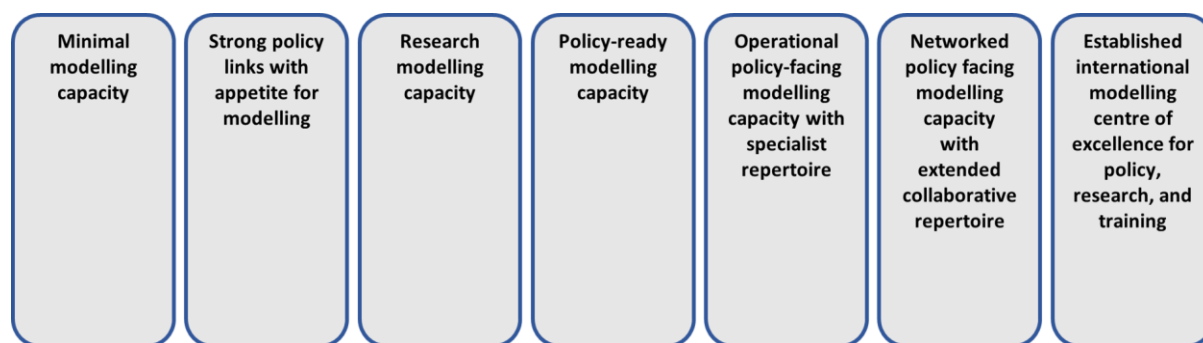 Minimal
modelling
capacity
Strong policy
links with
appetite for
modelling
Research
modelling
capacity
Policy-ready
modelling
capacity
Operational
policy-facing
modelling
capacity with
specialist
repertoire
Networked
policy facing
modelling
capacity
with
extended
collaborative
repertoire
Established
international
modelling
centre of
excellence for
policy,
research, and
training